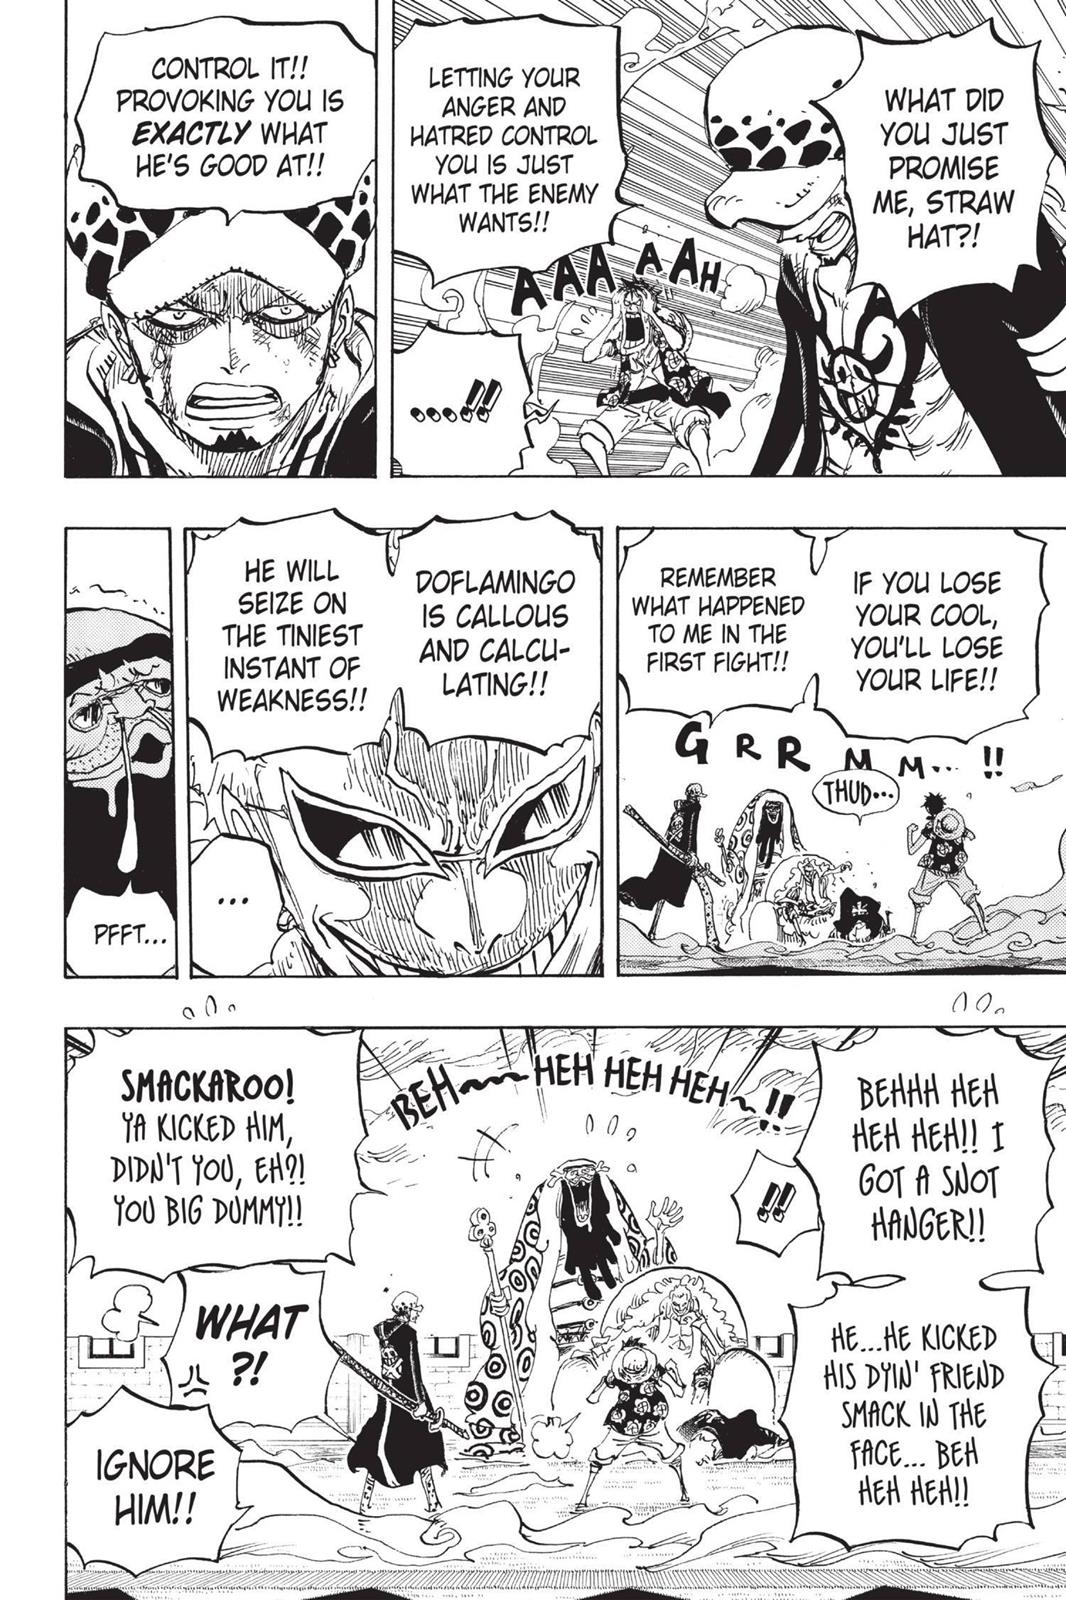 WHAT DID
YOU JUST
PROMISE
ME, STRAW
HAT?!
LETTING YOUR
ANGER AND
HATRED CONTROL
YOU IS JUST
WHAT THE ENEMY
WANTS!!
AAAAAH
....!!
CONTROL IT!!
PROVOKING YOU IS
EXACTLY WHAT
HE'S GOOD AT!!
IF YOU LOSE
YOUR COOL,
YOU'LL LOSE
YOUR LIFE!!
REMEMBER
WHAT HAPPENED
TO ME IN THE
FIRST FIGHT!!
GRRMM...!!
THUD...
DOFLAMINGO
IS CALLOUS
AND CALCU-
LATING!!
HE WILL
SEIZE ON
THE TINIEST
INSTANT OF
WEAKNESS!!
...
PFFT...
BEHHH HEH
HEH HEH!! I
GOT A SNOT
HANGER!!
!!
BEH~~ HEH HEH HEH~!!
HE...HE KICKED
HIS DYIN' FRIEND
SMACK IN THE
FACE... BEH
HEH HEH!!
SMACKAROO!
YA KICKED HIM,
DIDN'T YOU, EH?!
YOU BIG DUMMY!!
WHAT
?!
IGNORE
HIM!!